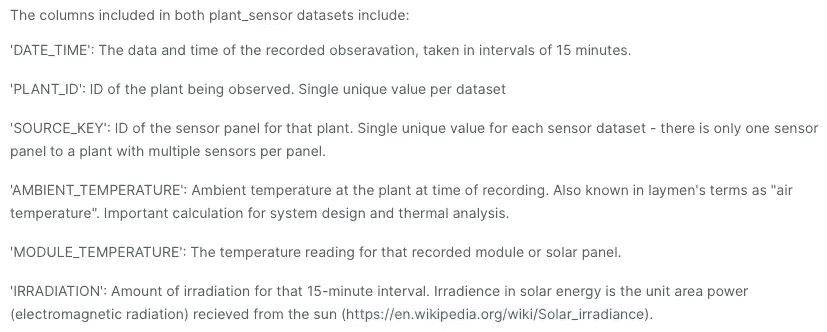 The columns included in both plant_sensor datasets include:
'DATE_TIME': The data and time of the recorded obseravation, taken in intervals of 15 minutes.
'PLANT_ID': ID of the plant being observed. Single unique value per dataset
'SOURCE_KEY': ID of the sensor panel for that plant. Single unique value for each sensor dataset - there is only one sensor
panel to a plant with multiple sensors per panel.
'AMBIENT_TEMPERATURE': Ambient temperature at the plant at time of recording. Also known in laymen's terms as "air
temperature". Important calculation for system design and thermal analysis.
'MODULE_TEMPERATURE': The temperature reading for that recorded module or solar panel.
'IRRADIATION': Amount of irradiation for that 15-minute interval. Irradience in solar energy is the unit area power
(electromagnetic radiation) recieved from the sun (https://en.wikipedia.org/wiki/Solar_irradiance).